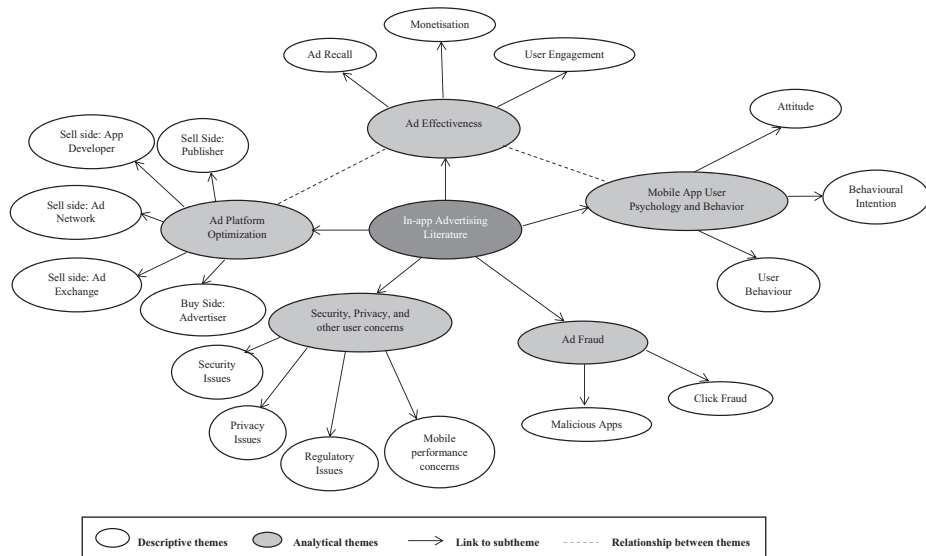 Monetisation
Ad Recall
User Engagement
Ad Effectiveness
Attitude
Sell side: App
Developer
Sell Side:
Publisher
Mobile App User
Psychology and Behavior
Behavioural
Intention
Sell side: Ad
Network
Ad Platform
Optimization
In-app Advertising
Literature
User
Behaviour
Sell side: Ad
Exchange
Buy Side:
Advertiser
Security, Privacy, and
other user concerns
Ad Fraud
Security
Issues
Click Fraud
Privacy
Issues
Malicious Apps
Regulatory
Issues
Mobile
performance
concerns
Descriptive themes
Analytical themes
Link to subtheme
Relationship between themes